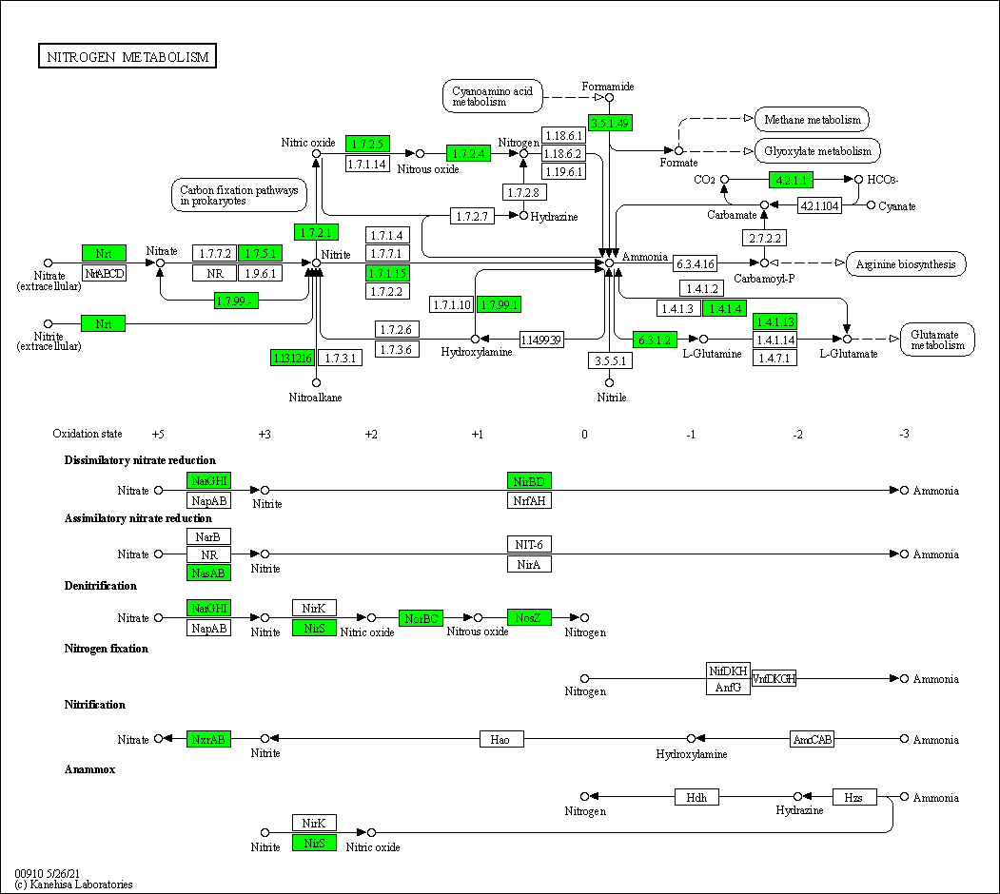 NITROGEN METABOLISM
Cyanoamino acid
metabolism
Formamide
3.5.1.49
Methane metabolism
Nitric oxide
1.7.2.5
1.7.1.14
Nitrous oxide
1.7.2.4
Nitrogen
1.18.6.1
1.18.6.2
1.19.6.1
Formate
Glyoxylate metabolism
Carbon fixation pathways
in prokaryotes
1.7.2.8
CO2
4.2.1.1
HCO3-
1.7.2.7
Hydrazine
Carbamate
4.2.1.104
Cyanate
1.7.2.1
1.7.1.4
2.7.2.2
Nrt
NrtABCD
Nitrate
(extracellular)
Nitrate
1.7.7.2
1.7.5.1
NR
1.9.6.1
Nitrite
1.7.7.1
1.7.1.15
1.7.2.2
Ammonia
6.3.4.16
Carbamoyl-P
Arginine biosynthesis
1.7.99.-
1.7.1.10
1.7.99.1
1.4.1.2
1.4.1.3
1.4.1.4
Nrt
Nitrite
(extracellular)
1.7.2.6
1.7.3.6
Hydroxylamine
1.14.99.39
6.3.1.2
L-Glutamine
1.4.1.13
1.4.1.14
1.4.7.1
L-Glutamate
Glutamate
metabolism
1.13.12.16
1.7.3.1
3.5.5.1
Nitroalkane
Nitrile
Oxidation state +5 +3 +2 +1 0 -1 -2 -3
Dissimilatory nitrate reduction
NarGHI NirBD
Nitrate Nitrite Ammonia
NapAB NrfAH
Assimilatory nitrate reduction
NarB NIT-6
Nitrate NR Nitrite Ammonia
NasAB NirA
Denitrification
NarGHI NirK
Nitrate Nitrite Nitric oxide NorBC Nitrous oxide NosZ Nitrogen
NapAB NirS
Nitrogen fixation
NifDKH
Nitrogen VnfDKGH Ammonia
AnfG
Nitrification
Nitrate NxrAB Nitrite Hao Hydroxylamine AmoCAB Ammonia
Anammox
Nitrogen Hdh Hydrazine Hzs Ammonia
NirK
Nitrite NirS Nitric oxide
00910 5/26/21
(c) Kanehisa Laboratories